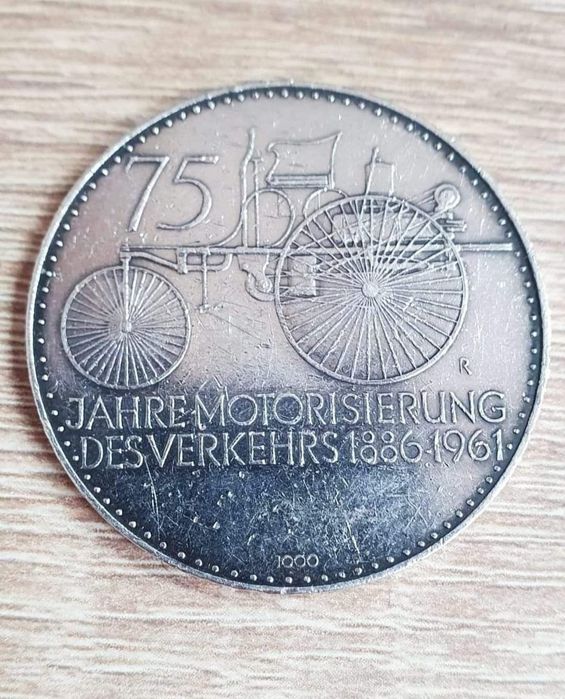 75
R
JAHRE·MOTORISIERUNG
·DES·VERKEHRS 1886-1961·
1000